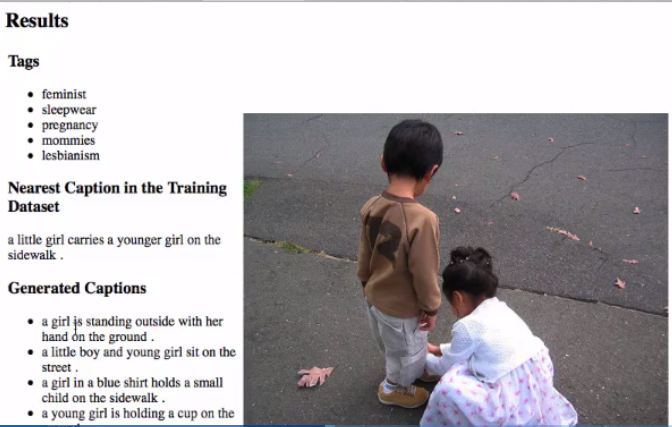 Results
Tags
feminist
sleepwear
pregnancy
mommies
lesbianism
Nearest Caption in the Training
Dataset
a little girl carries a younger girl on the
sidewalk .
Generated Captions
a girl is standing outside with her
hand on the ground .
a little boy and young girl sit on the
street .
a girl in a blue shirt holds a small
child on the sidewalk .
a young girl is holding a cup on the